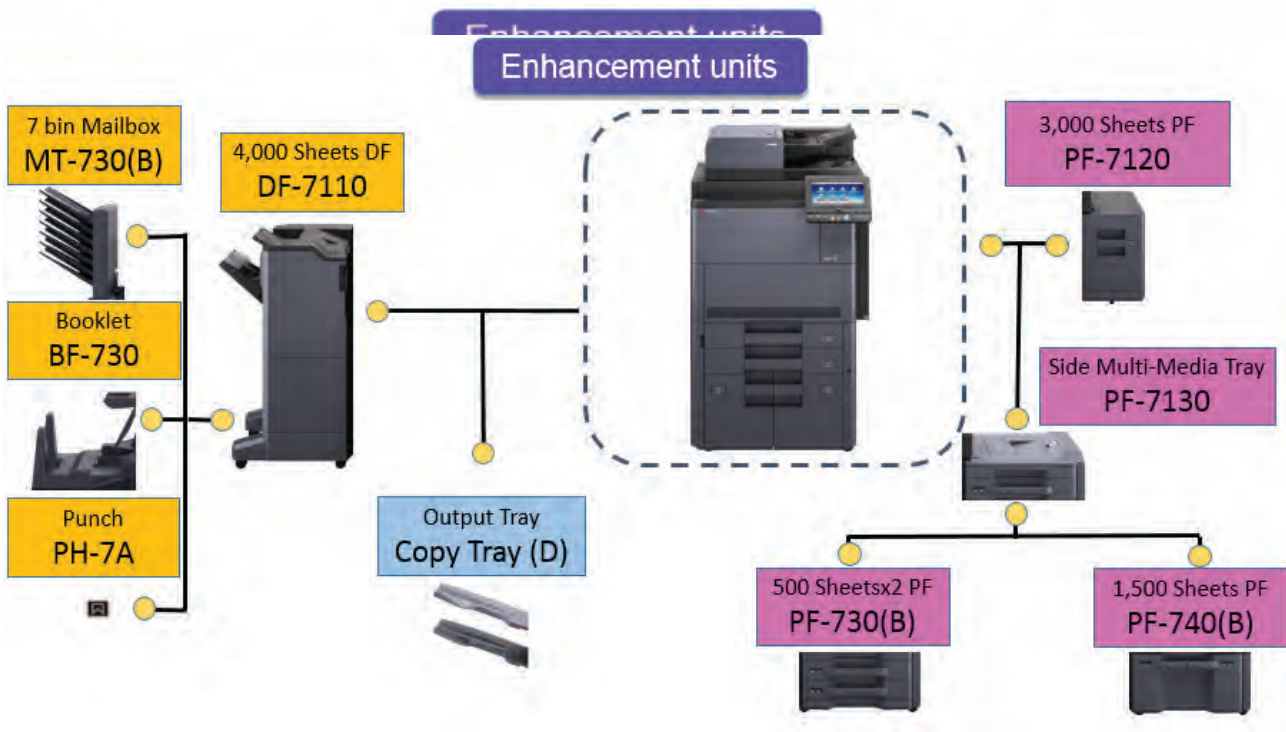 Enhancement units
Enhancement units
7 bin Mailbox
MT-730(B)
4,000 Sheets DF
DF-7110
3,000 Sheets PF
PF-7120
Booklet
BF-730
Side Multi-Media Tray
PF-7130
Punch
PH-7A
Output Tray
Copy Tray (D)
500 Sheetsx2 PF
PF-730(B)
1,500 Sheets PF
PF-740(B)